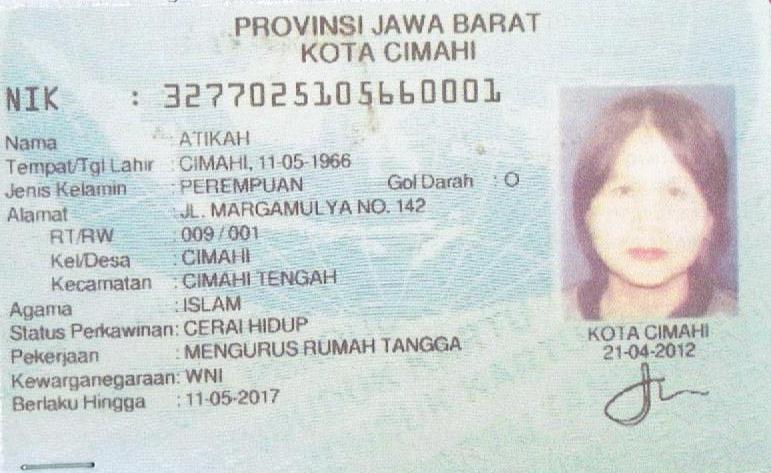 PROVINSI JAWA BARAT
KOTA CIMAHI
NIK : 3277025105660001
Nama : ATIKAH
Tempat/Tgl Lahir : CIMAHI, 11-05-1966
Jenis Kelamin : PEREMPUAN Gol Darah : O
Alamat : JL. MARGAMULYA NO. 142
RT/RW : 009 / 001
Kel/Desa : CIMAHI
Kecamatan : CIMAHI TENGAH
Agama : ISLAM
Status Perkawinan: CERAI HIDUP
Pekerjaan : MENGURUS RUMAH TANGGA
Kewarganegaraan: WNI
Berlaku Hingga : 11-05-2017
KOTA CIMAHI
21-04-2012